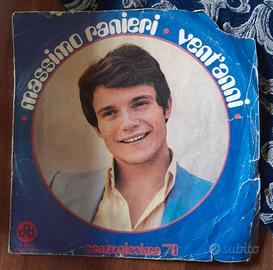 massimo ranieri · vent'anni
canzonissima '70
subito